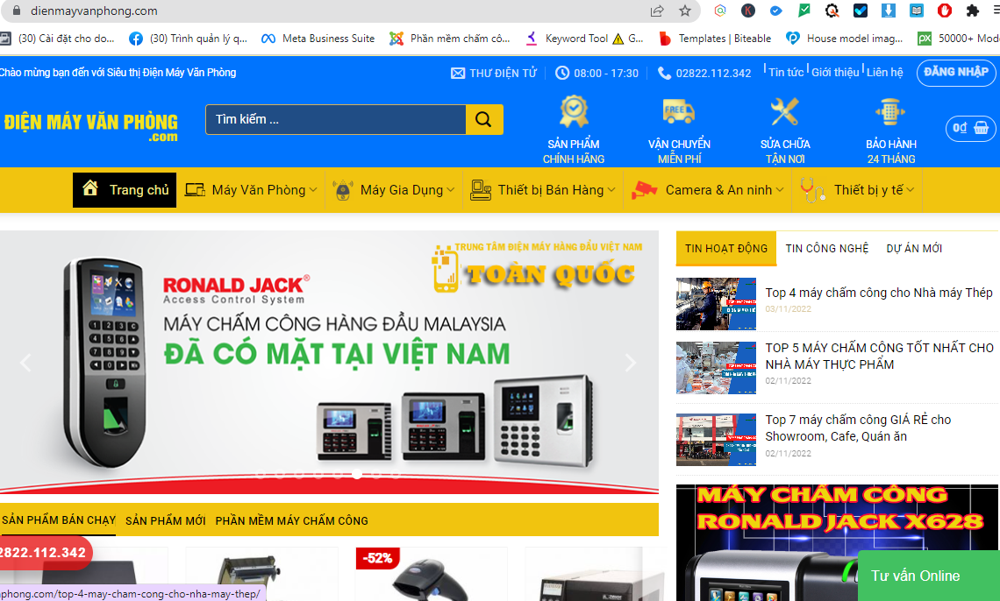 dienmayvanphong.com
(30) Cài đặt cho do...
(30) Trình quản lý q...
Meta Business Suite
Phần mềm chấm cô...
Keyword Tool
G...
Templates | Biteable
House model imag...
50000+ Mode
Chào mừng bạn đến với Siêu thị Điện Máy Văn Phòng
THƯ ĐIỆN TỬ
08:00 - 17:30
02822.112.342
Tin tức
Giới thiệu
Liên hệ
ĐĂNG NHẬP
ĐIỆN MÁY VĂN PHÒNG
.com
Tìm kiếm ...
FREE
SẢN PHẨM
CHÍNH HÃNG
VẬN CHUYỂN
MIỄN PHÍ
SỬA CHỮA
TẬN NƠI
BẢO HÀNH
24 THÁNG
0₫
Trang chủ
Máy Văn Phòng
Máy Gia Dụng
Thiết bị Bán Hàng
Camera & An ninh
Thiết bị y tế
TRUNG TÂM ĐIỆN MÁY HÀNG ĐẦU VIỆT NAM
TOÀN QUỐC
RONALD JACK®
Access Control System
MÁY CHẤM CÔNG HÀNG ĐẦU MALAYSIA
ĐÃ CÓ MẶT TẠI VIỆT NAM
TIN HOẠT ĐỘNG
TIN CÔNG NGHỆ
DỰ ÁN MỚI
Top 4 máy chấm công cho Nhà máy Thép
03/11/2022
TOP 5 MÁY CHẤM CÔNG TỐT NHẤT CHO
NHÀ MÁY THỰC PHẨM
02/11/2022
Top 7 máy chấm công GIÁ RẺ cho
Showroom, Cafe, Quán ăn
02/11/2022
MÁY CHẤM CÔNG
RONALD JACK X628
SẢN PHẨM BÁN CHẠY
SẢN PHẨM MỚI
PHẦN MỀM MÁY CHẤM CÔNG
2822.112.342
-52%
Tư vấn Online
nphong.com/top-4-may-cham-cong-cho-nha-may-thep/